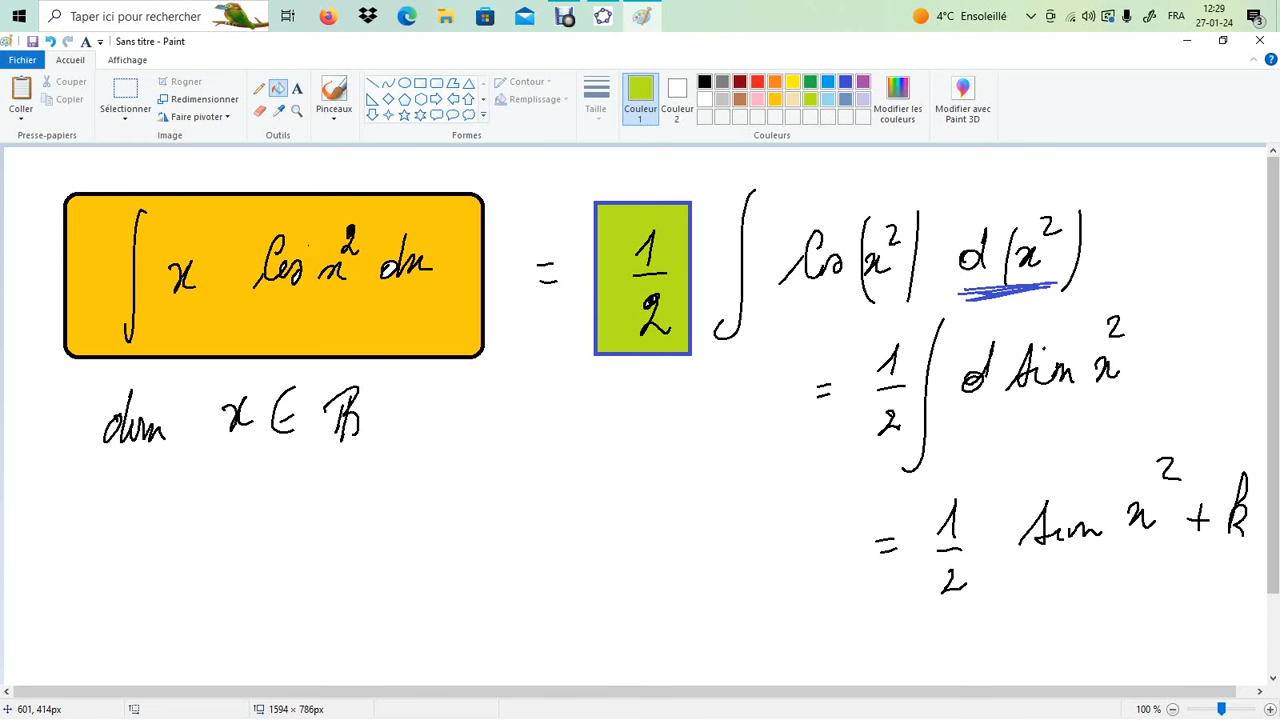 Taper ici pour rechercher
4°C Ensoleillé
FRA
12:29
27-01-24
3
Sans titre - Paint
Fichier Accueil Affichage
Coller
Couper
Copier
Presse-papiers
Sélectionner
Rogner
Redimensionner
Faire pivoter
Image
A
Outils
Pinceaux
Contour
Remplissage
Formes
Taille
Couleur 1
Couleur 2
Modifier les couleurs
Couleurs
Modifier avec Paint 3D
∫ x cos x² dx = 1/2 ∫ cos(x²) d(x²)
= 1/2 ∫ d sin x²
dom x ∈ ℝ
= 1/2 sin x² + k
601, 414px
1594 × 786px
100 %